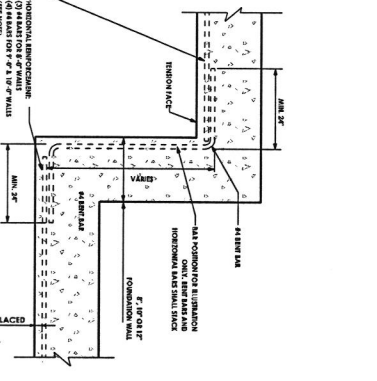 HORIZONTAL REINFORCEMENT:
(3) #4 BARS FOR 8'-0" WALLS
(4) #4 BARS FOR 9'-0" & 10'-0" WALLS
TENSION FACE
MIN. 24"
#4 BENT BAR
BAR POSITION FOR ILLUSTRATION
ONLY. BENT BARS AND
HORIZONTAL BARS SHALL STACK
VARIES
#4 BENT BAR
MIN. 24"
8", 10" OR 12"
FOUNDATION WALL
LACED